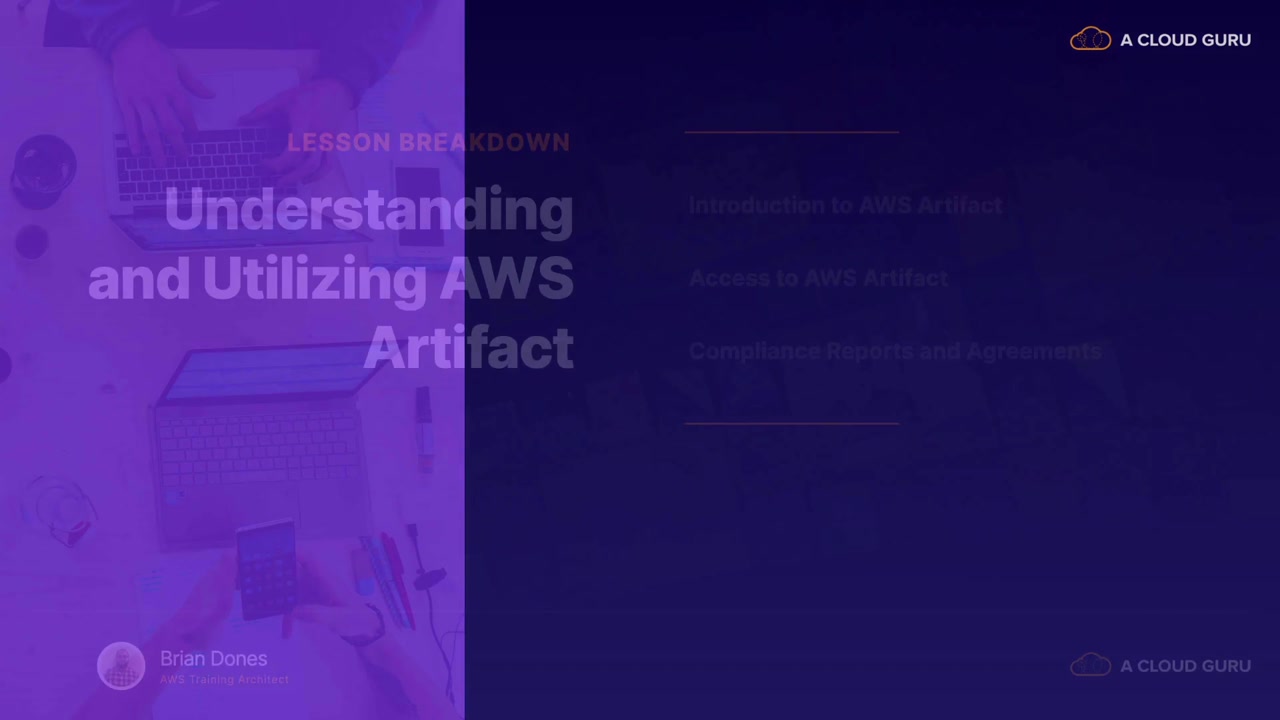 A CLOUD GURU
LESSON BREAKDOWN
Understanding
and Utilizing AWS
Artifact
Introduction to AWS Artifact
Access to AWS Artifact
Compliance Reports and Agreements
Brian Dones
AWS Training Architect
A CLOUD GURU